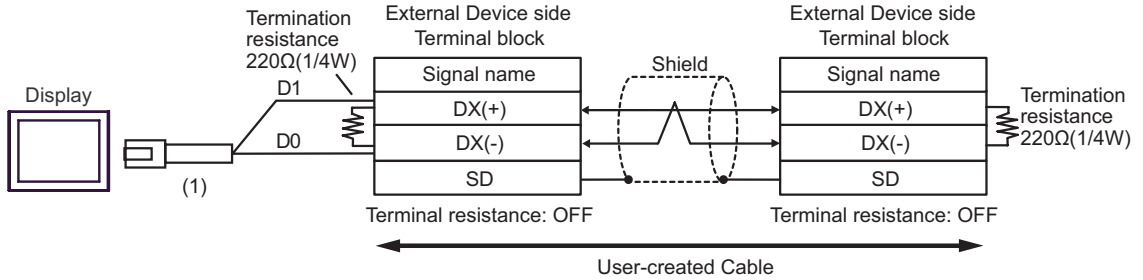 Display
(1)
Termination
resistance
220Ω(1/4W)
D1
D0
External Device side
Terminal block
Signal name
DX(+)
DX(-)
SD
Terminal resistance: OFF
Shield
External Device side
Terminal block
Signal name
DX(+)
DX(-)
SD
Terminal resistance: OFF
Termination
resistance
220Ω(1/4W)
User-created Cable